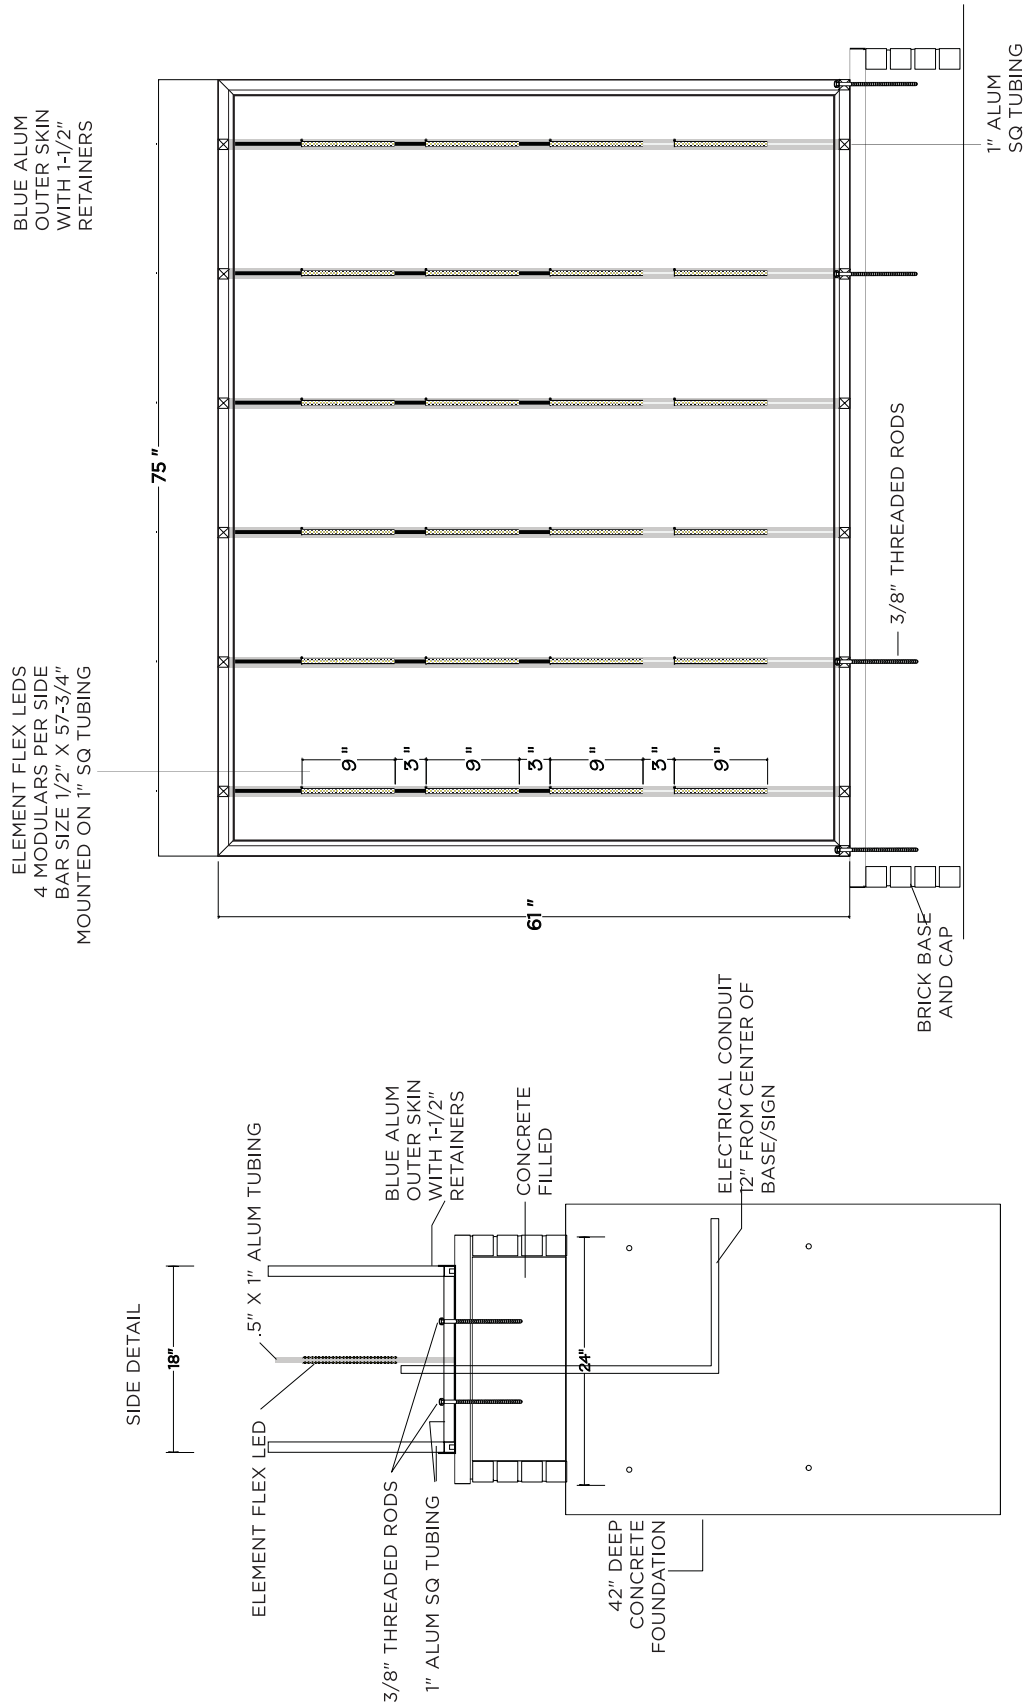 SIDE DETAIL
18"
ELEMENT FLEX LED
.5" X 1" ALUM TUBING
3/8" THREADED RODS
1" ALUM SQ TUBING
BLUE ALUM
OUTER SKIN
WITH 1-1/2"
RETAINERS
CONCRETE
FILLED
24"
42" DEEP
CONCRETE
FOUNDATION
ELECTRICAL CONDUIT
12" FROM CENTER OF
BASE/SIGN
ELEMENT FLEX LEDS
4 MODULARS PER SIDE
BAR SIZE 1/2" X 57-3/4"
MOUNTED ON 1" SQ TUBING
BLUE ALUM
OUTER SKIN
WITH 1-1/2"
RETAINERS
75 "
61 "
9 "
3 "
9 "
3 "
9 "
3 "
9 "
3/8" THREADED RODS
BRICK BASE
AND CAP
1" ALUM
SQ TUBING